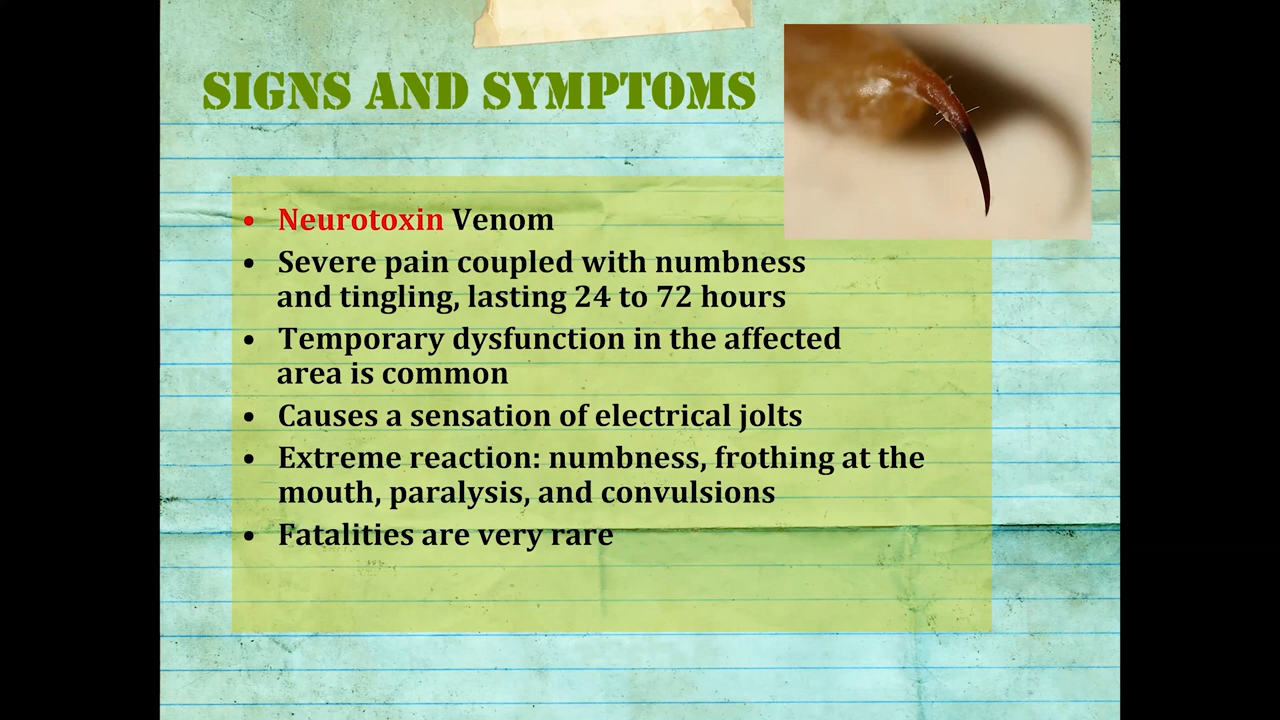 SIGNS AND SYMPTOMS
• Neurotoxin Venom
• Severe pain coupled with numbness
and tingling, lasting 24 to 72 hours
• Temporary dysfunction in the affected
area is common
• Causes a sensation of electrical jolts
• Extreme reaction: numbness, frothing at the
mouth, paralysis, and convulsions
• Fatalities are very rare